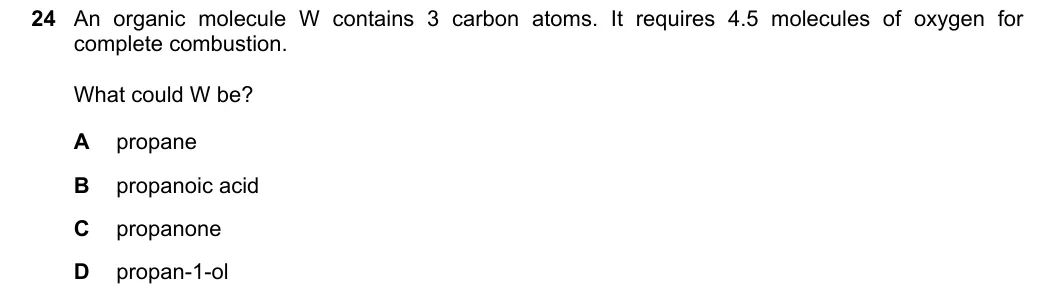 24 An organic molecule W contains 3 carbon atoms. It requires 4.5 molecules of oxygen for
complete combustion.
What could W be?
A propane
B propanoic acid
C propanone
D propan-1-ol